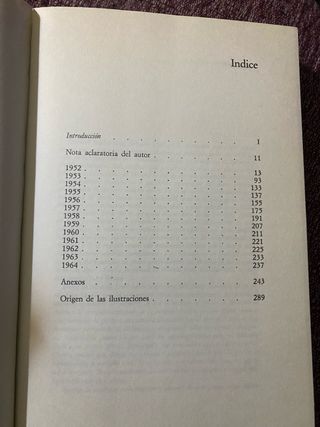 Indice
Introducción . . . . . . . . . I
Nota aclaratoria del autor . . . . . . . 11
1952 . . . . . . . . . . . 13
1953 . . . . . . . . . . . 93
1954 . . . . . . . . . . . 133
1955 . . . . . . . . . . . 137
1956 . . . . . . . . . . . 155
1957 . . . . . . . . . . . 175
1958 . . . . . . . . . . . 191
1959 . . . . . . . . . . . 207
1960 . . . . . . . . . . . 211
1961 . . . . . . . . . . . 221
1962 . . . . . . . . . . . 225
1963 . . . . . . . . . . . 233
1964 . . . . . . . . . . . 237
Anexos . . . . . . . . . . 243
Origen de las ilustraciones . . . . . . . 289